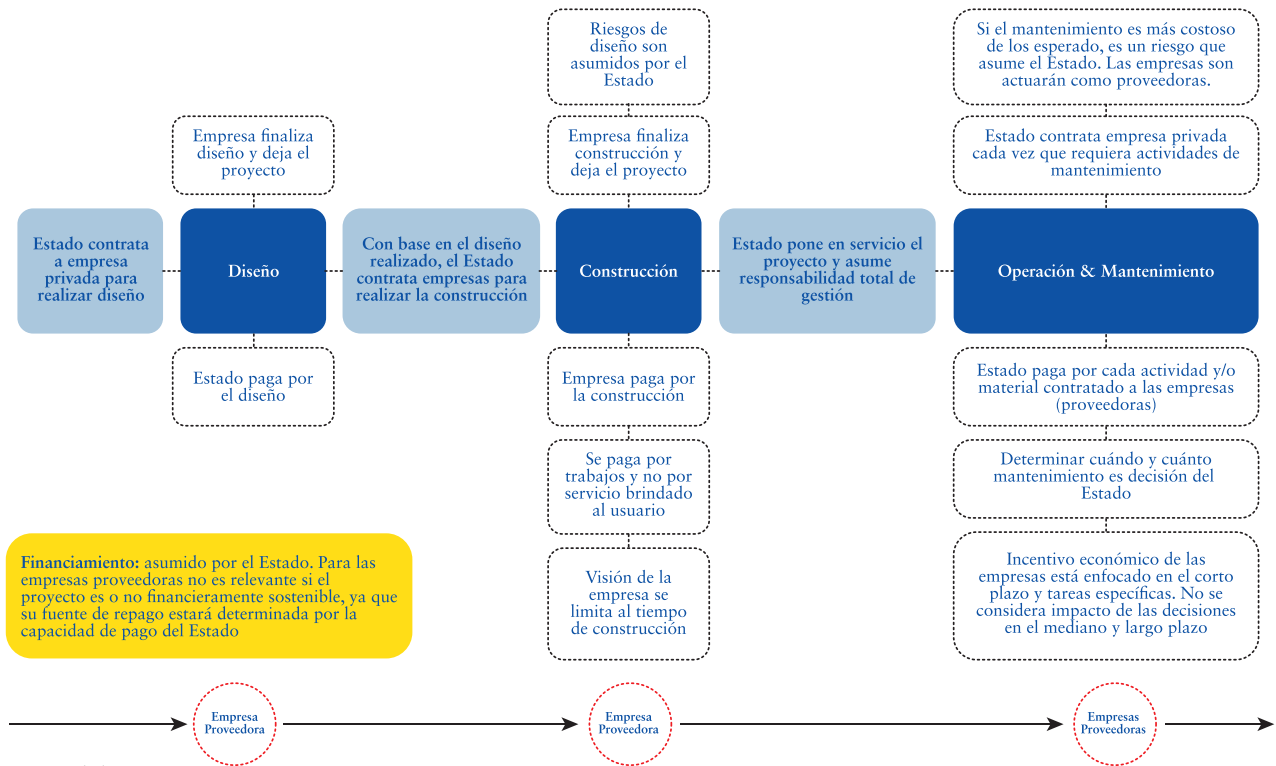 Riesgos de
diseño son
asumidos por el
Estado
Si el mantenimiento es más costoso
de los esperado, es un riesgo que
asume el Estado. Las empresas son
actuarán como proveedoras.
Empresa finaliza
diseño y deja el
proyecto
Empresa finaliza
construcción y
deja el proyecto
Estado contrata empresa privada
cada vez que requiera actividades de
mantenimiento
Estado contrata
a empresa
privada para
realizar diseño
Diseño
Con base en el diseño
realizado, el Estado
contrata empresas para
realizar la construcción
Construcción
Estado pone en servicio el
proyecto y asume
responsabilidad total de
gestión
Operación & Mantenimiento
Estado paga por
el diseño
Empresa paga por
la construcción
Estado paga por cada actividad y/o
material contratado a las empresas
(proveedoras)
Se paga por
trabajos y no por
servicio brindado
al usuario
Determinar cuándo y cuánto
mantenimiento es decisión del
Estado
Financiamiento: asumido por el Estado. Para las
empresas proveedoras no es relevante si el
proyecto es o no financieramente sostenible, ya que
su fuente de repago estará determinada por la
capacidad de pago del Estado
Visión de la
empresa se
limita al tiempo
de construcción
Incentivo económico de las
empresas está enfocado en el corto
plazo y tareas específicas. No se
considera impacto de las decisiones
en el mediano y largo plazo
Empresa
Proveedora
Empresa
Proveedora
Empresas
Proveedoras